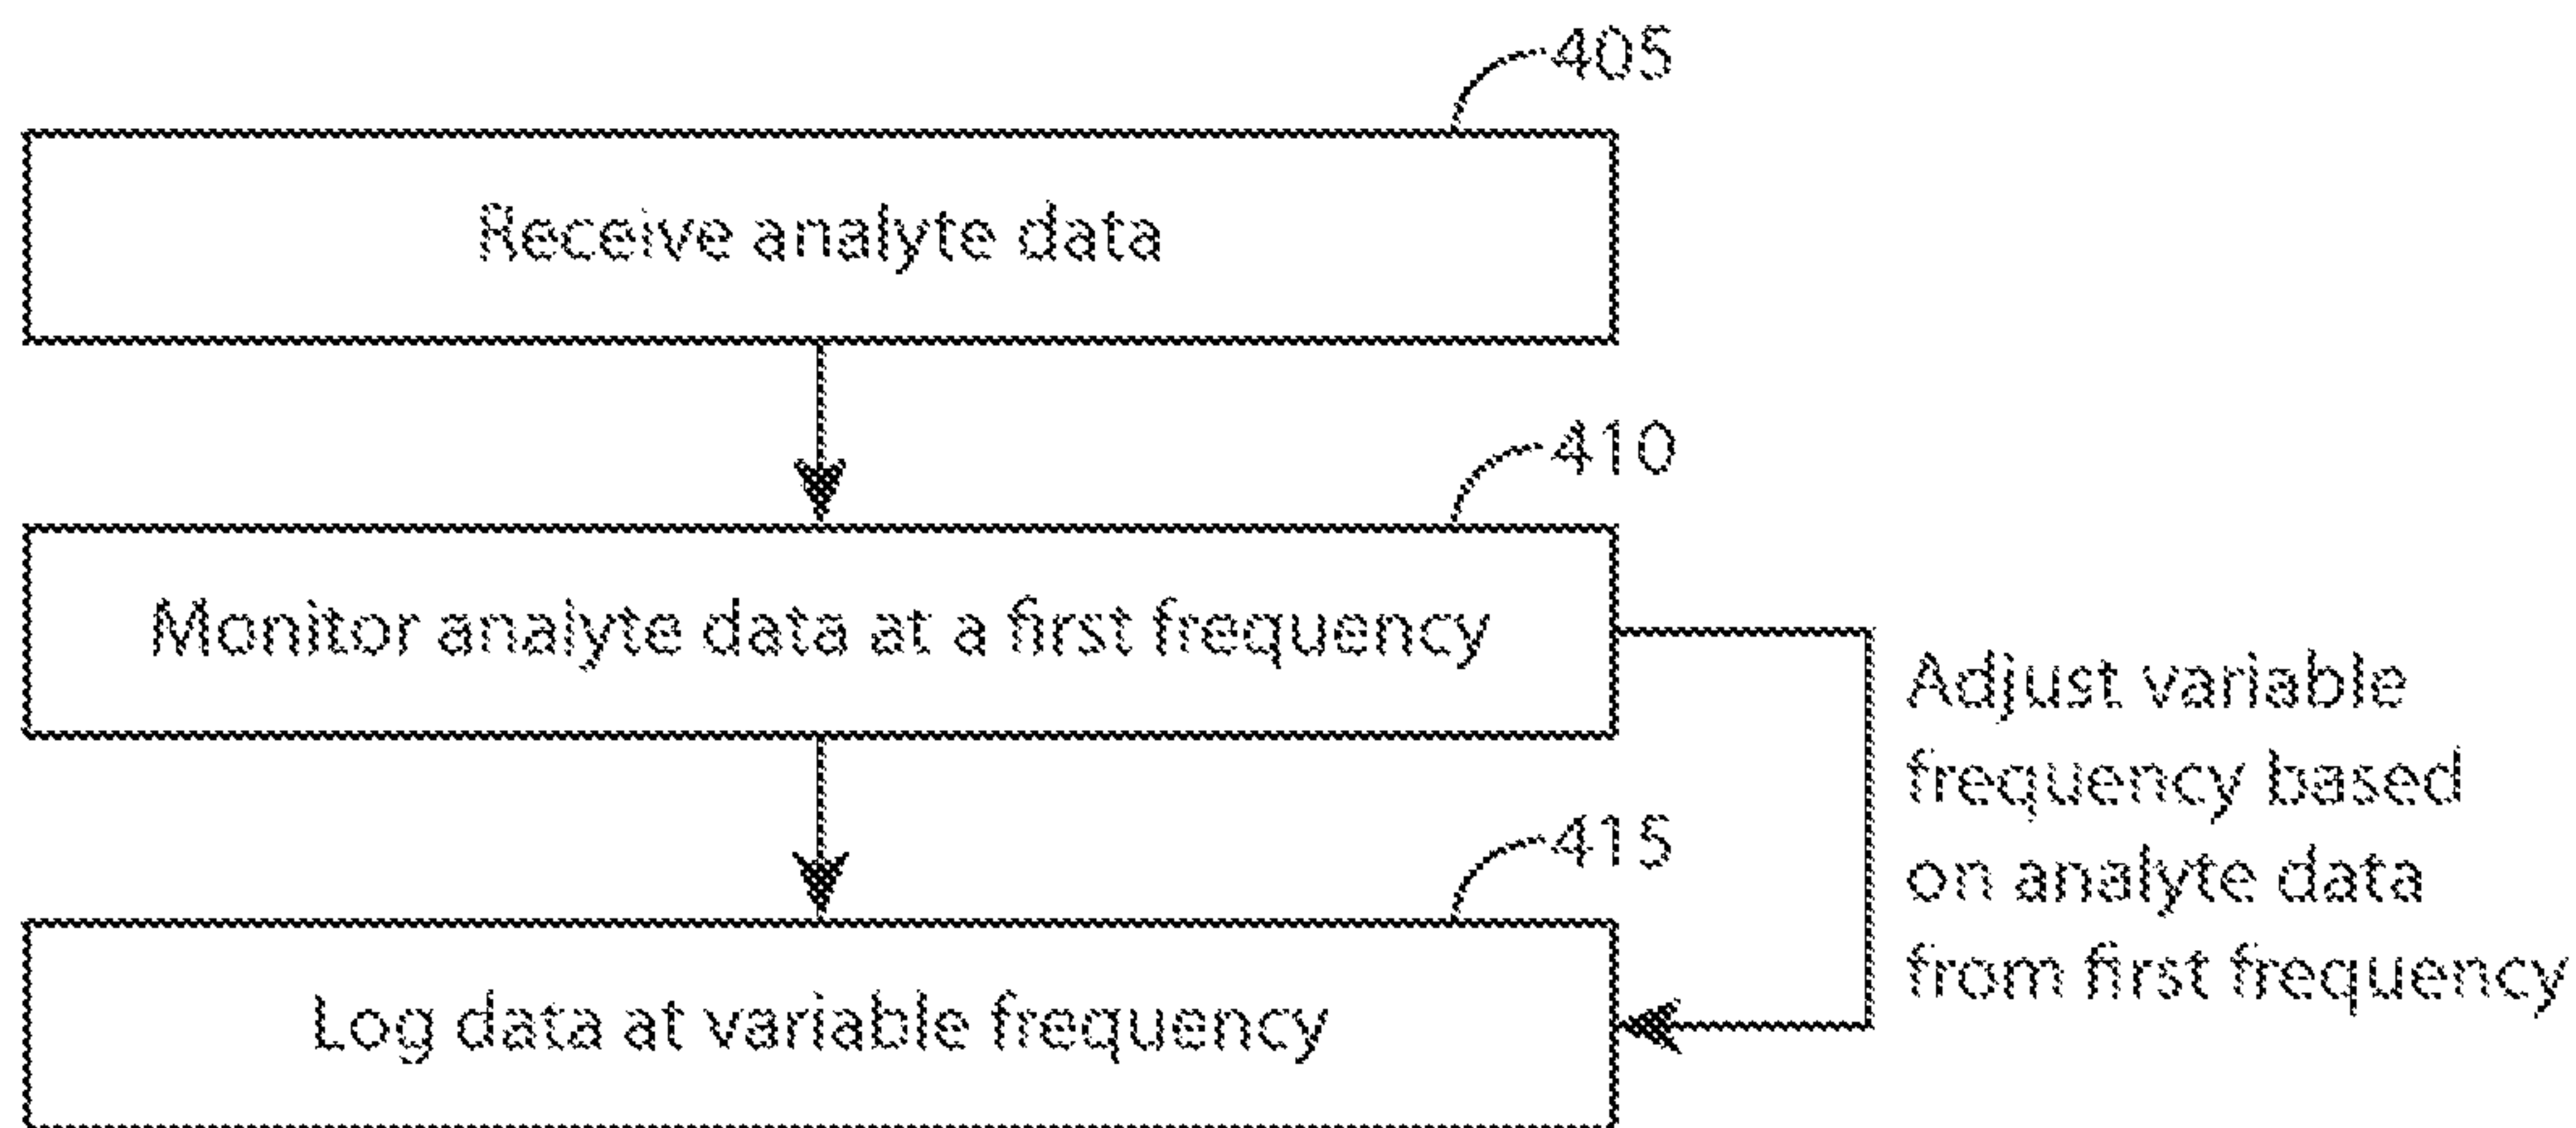 405
Receive analyte data
410
Monitor analyte data at a first frequency
Adjust variable
frequency based
on analyte data
from first frequency
415
Log data at variable frequency